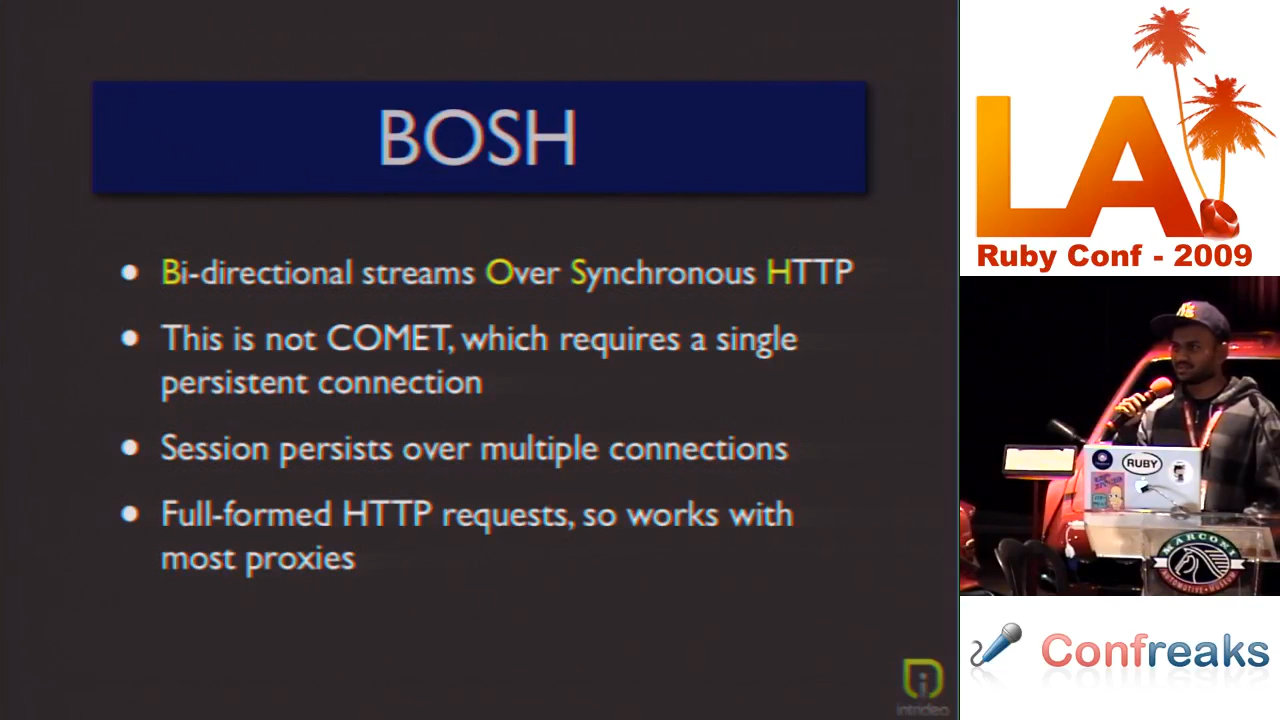 BOSH
Bi-directional streams Over Synchronous HTTP
This is not COMET, which requires a single
persistent connection
Session persists over multiple connections
Full-formed HTTP requests, so works with
most proxies
intridea
LA
Ruby Conf - 2009
RUBY
MARCONI
AUTOMOTIVE MUSEUM
Confreaks